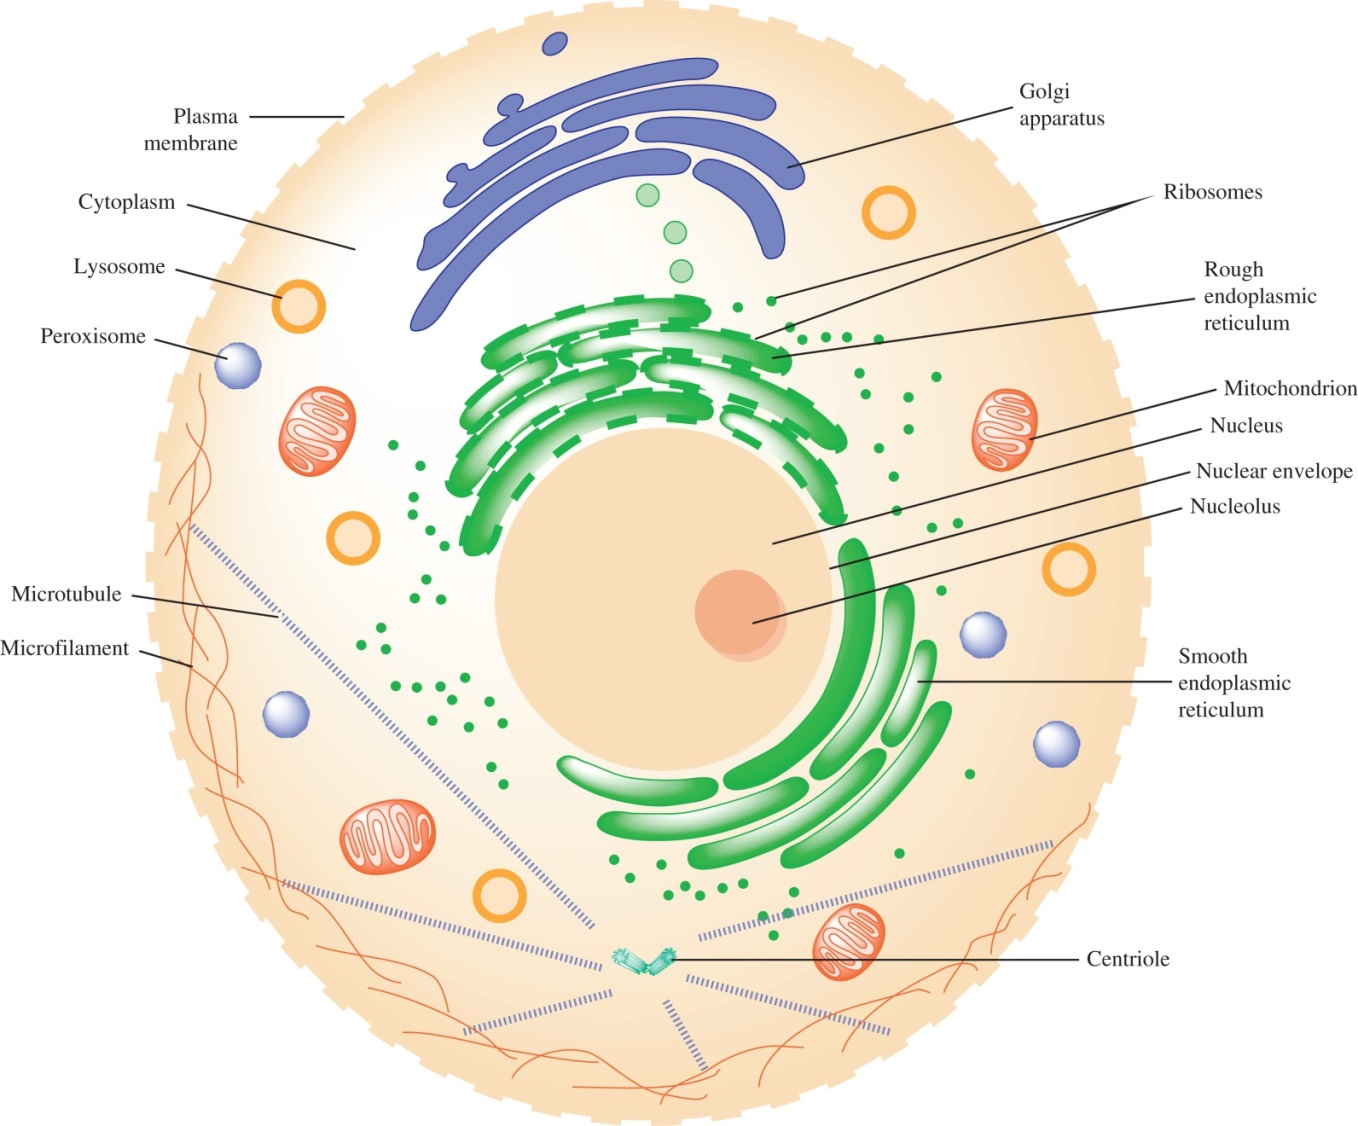 Plasma
membrane
Cytoplasm
Lysosome
Peroxisome
Microtubule
Microfilament
Golgi
apparatus
Ribosomes
Rough
endoplasmic
reticulum
Mitochondrion
Nucleus
Nuclear envelope
Nucleolus
Smooth
endoplasmic
reticulum
Centriole